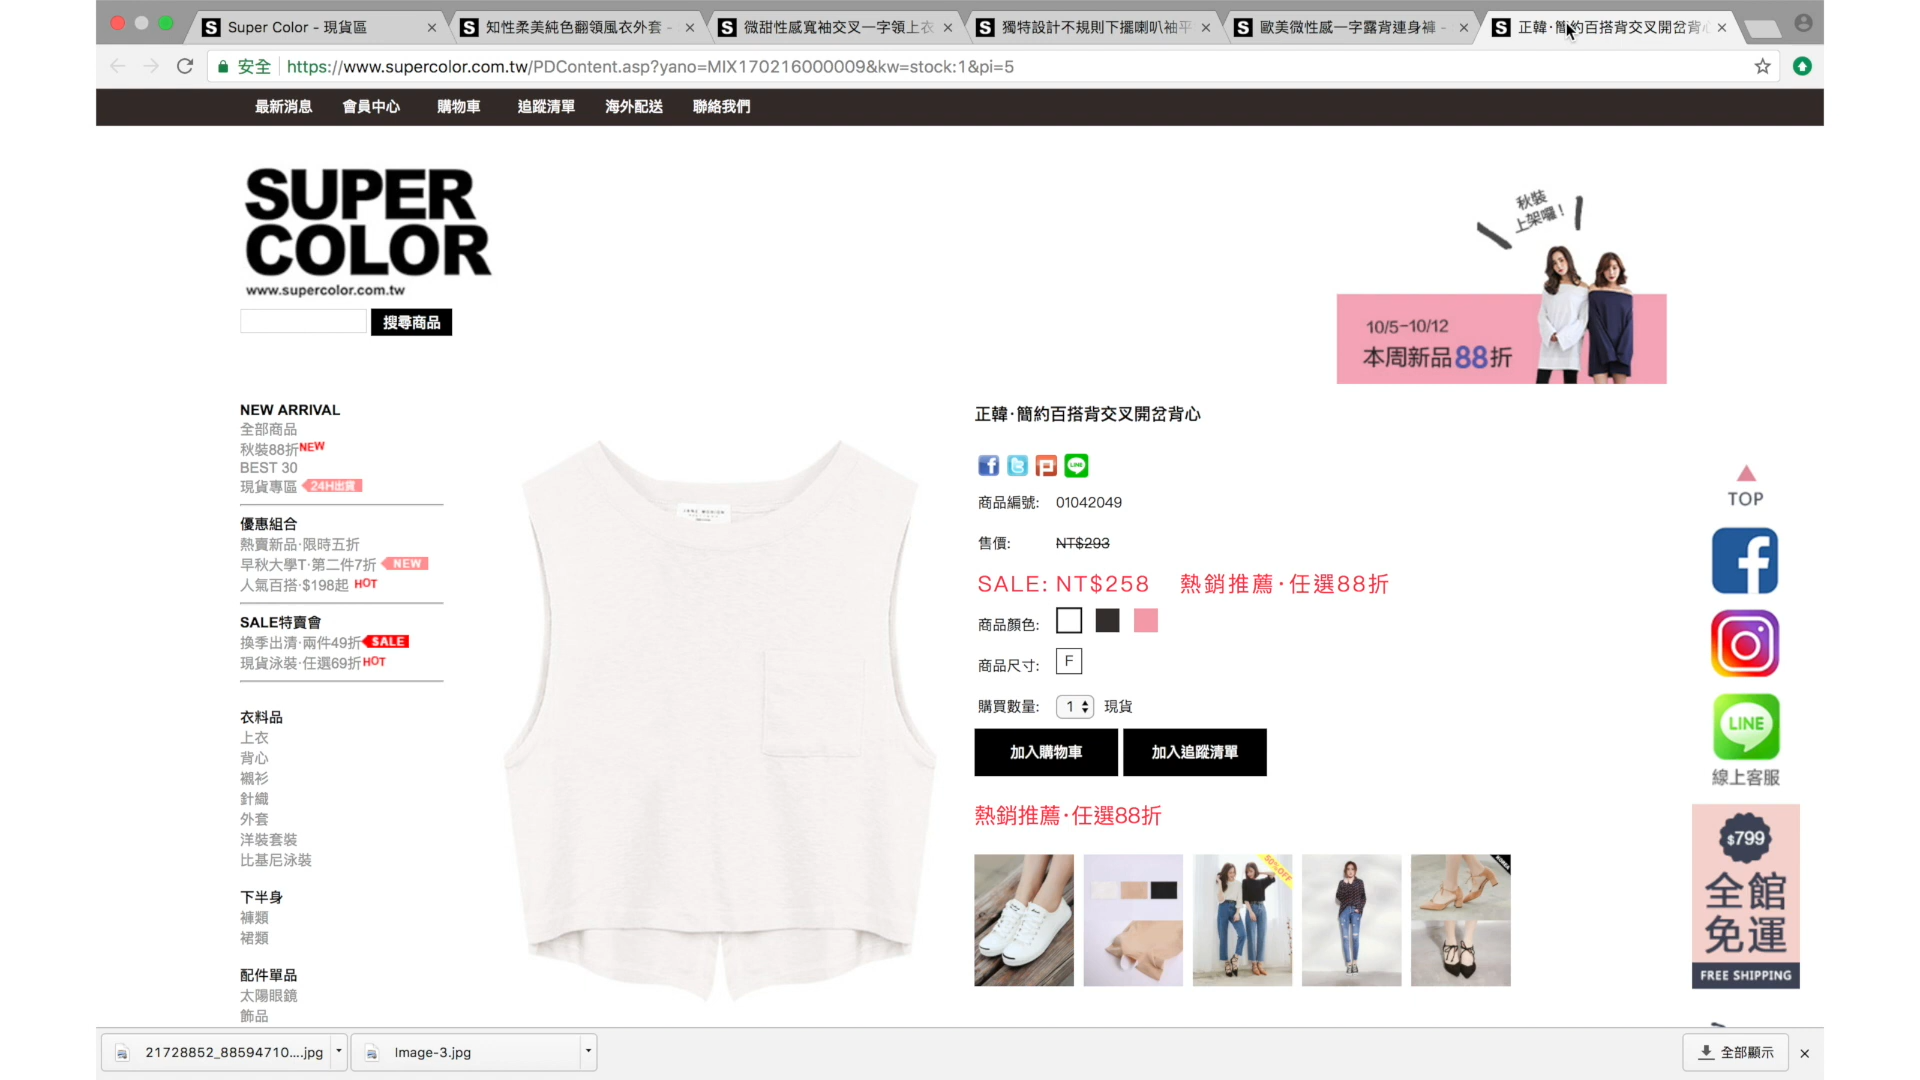 Super Color - 現貨區
知性柔美純色翻領風衣外套 -
微甜性感寬袖交叉一字領上衣
獨特設計不規則下擺喇叭袖平
歐美微性感一字露背連身褲 -
正韓·簡約百搭背交叉開岔背心
安全
https://www.supercolor.com.tw/PDContent.asp?yano=MIX170216000009&kw=stock:1&pi=5
最新消息 會員中心 購物車 追蹤清單 海外配送 聯絡我們
SUPER
COLOR
www.supercolor.com.tw
搜尋商品
秋裝
上架囉!
10/5-10/12
本周新品88折
NEW ARRIVAL
全部商品
秋裝88折NEW
BEST 30
現貨專區 24H出貨
優惠組合
熱賣新品·限時五折
早秋大學T·第二件7折 NEW
人氣百搭·$198起 HOT
SALE特賣會
換季出清·兩件49折 SALE
現貨泳裝·任選69折HOT
衣料品
上衣
背心
襯衫
針織
外套
洋裝套裝
比基尼泳裝
下半身
褲類
裙類
配件單品
太陽眼鏡
飾品
正韓·簡約百搭背交叉開岔背心
LINE
商品編號: 01042049
售價: NT$293
SALE: NT$258 熱銷推薦·任選88折
商品顏色:
商品尺寸: F
購買數量: 1 現貨
加入購物車 加入追蹤清單
熱銷推薦·任選88折
50%OFF
TOP
LINE
線上客服
$799
全館
免運
FREE SHIPPING
21728852_88594710....jpg
Image-3.jpg
全部顯示